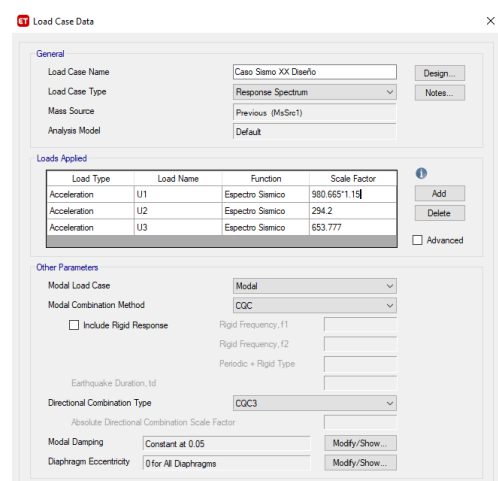 ET Load Case Data
General
Load Case Name Caso Sismo XX Diseño Design...
Load Case Type Response Spectrum Notes...
Mass Source Previous (MsSrc1)
Analysis Model Default
Loads Applied
Load Type Load Name Function Scale Factor
Acceleration U1 Espectro Sismico 980.665*1.15 Add
Acceleration U2 Espectro Sismico 294.2 Delete
Acceleration U3 Espectro Sismico 653.777
Advanced
Other Parameters
Modal Load Case Modal
Modal Combination Method CQC
Include Rigid Response Rigid Frequency, f1
Rigid Frequency, f2
Periodic + Rigid Type
Earthquake Duration, td
Directional Combination Type CQC3
Absolute Directional Combination Scale Factor
Modal Damping Constant at 0.05 Modify/Show...
Diaphragm Eccentricity 0 for All Diaphragms Modify/Show...